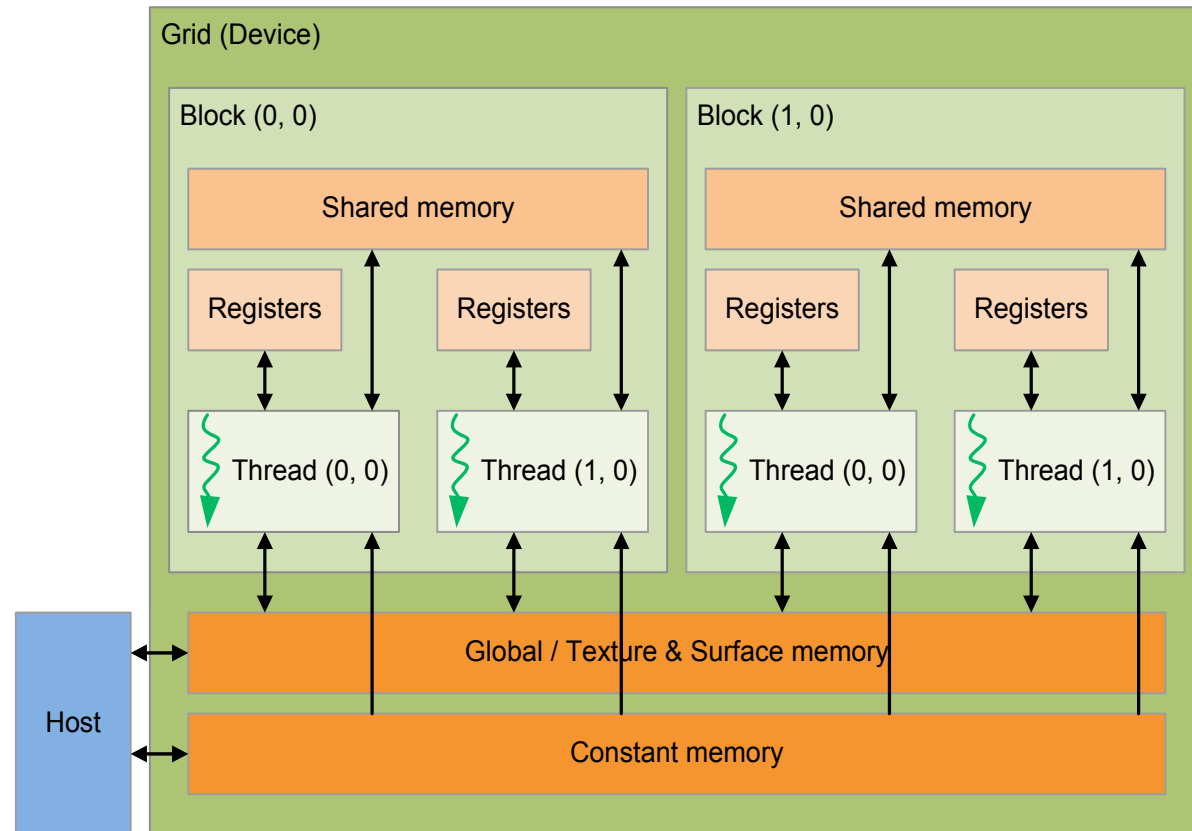 Grid (Device)
Block (0, 0)
Block (1, 0)
Shared memory
Shared memory
Registers
Registers
Registers
Registers
Thread (0, 0)
Thread (1, 0)
Thread (0, 0)
Thread (1, 0)
Global / Texture & Surface memory
Host
Constant memory